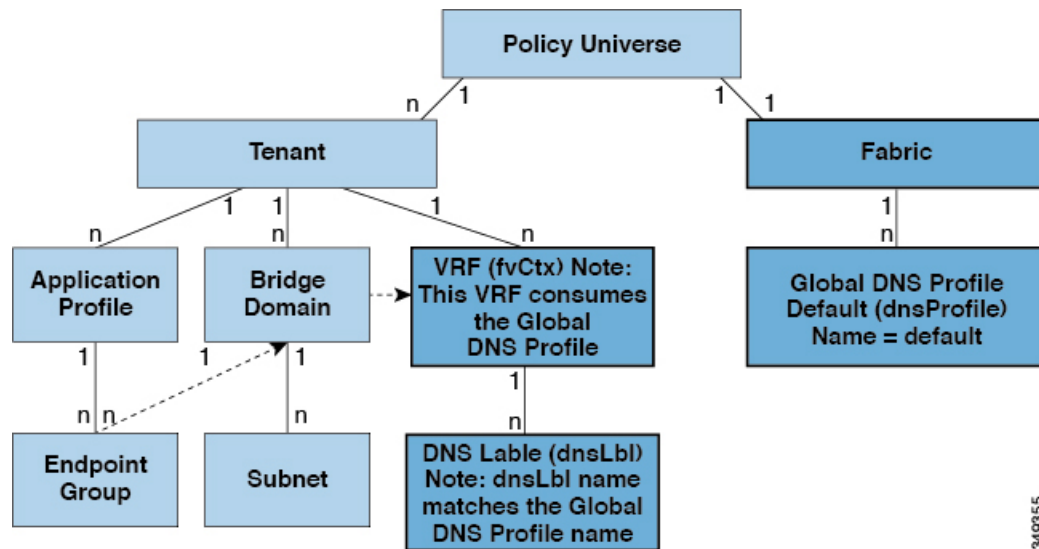 Policy Universe
n
1
1
1
Tenant
Fabric
1
1
1
1
n
n
n
n
Application
Profile
Bridge
Domain
VRF (fvCtx) Note:
This VRF consumes
the Global
DNS Profile
Global DNS Profile
Default (dnsProfile)
Name = default
1
1
1
1
n
n
n
n
Endpoint
Group
Subnet
DNS Lable (dnsLbl)
Note: dnsLbl name
matches the Global
DNS Profile name
349355